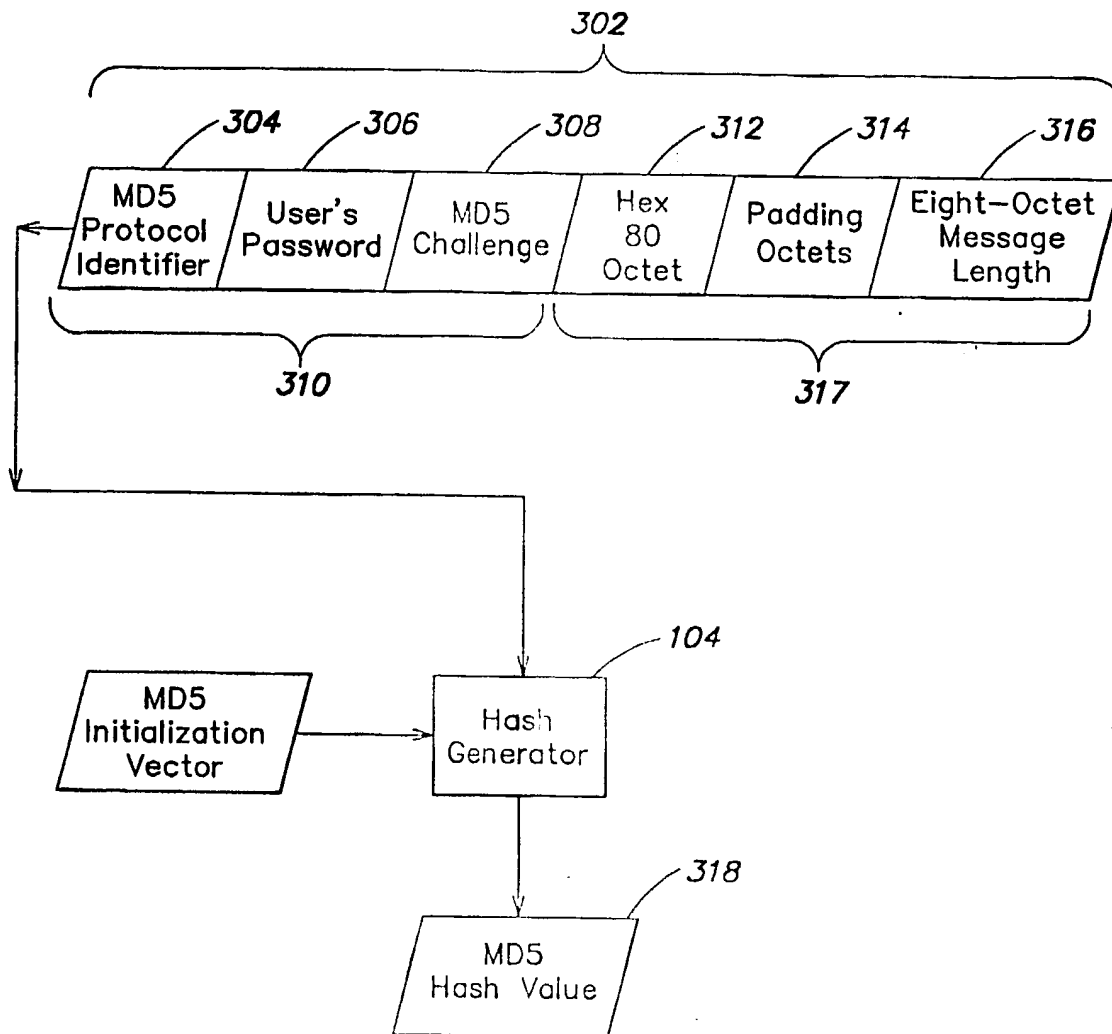 302
304
306
308
312
314
316
MD5
Protocol
Identifier
User's
Password
MD5
Challenge
Hex
80
Octet
Padding
Octets
Eight-Octet
Message
Length
310
317
104
MD5
Initialization
Vector
Hash
Generator
318
MD5
Hash Value